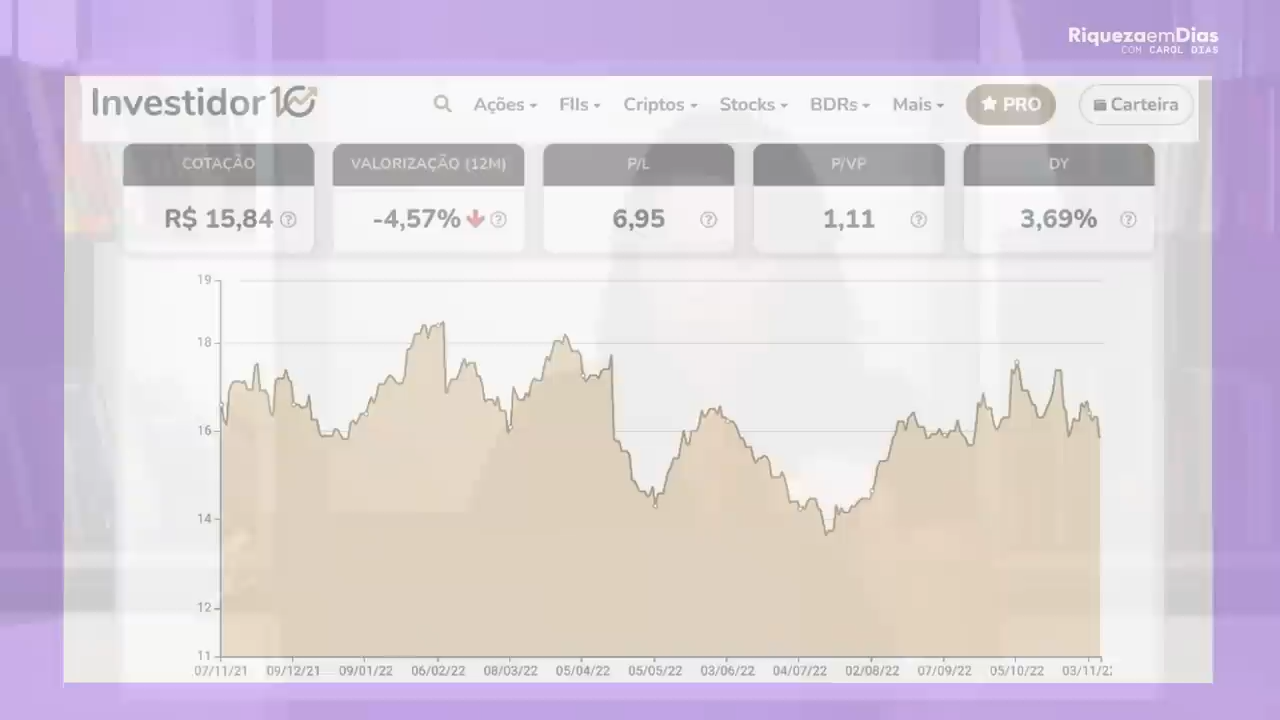 RiquezaemDias
COM CAROL DIAS
Investidor 10
Ações FIIs Criptos Stocks BDRs Mais PRO Carteira
COTAÇÃO VALORIZAÇÃO (12M) P/L P/VP DY
R$ 15,84 -4,57% 6,95 1,11 3,69%
19
18
16
14
12
11
07/11/21 09/12/21 09/01/22 06/02/22 08/03/22 05/04/22 05/05/22 03/06/22 04/07/22 02/08/22 07/09/22 05/10/22 03/11/2